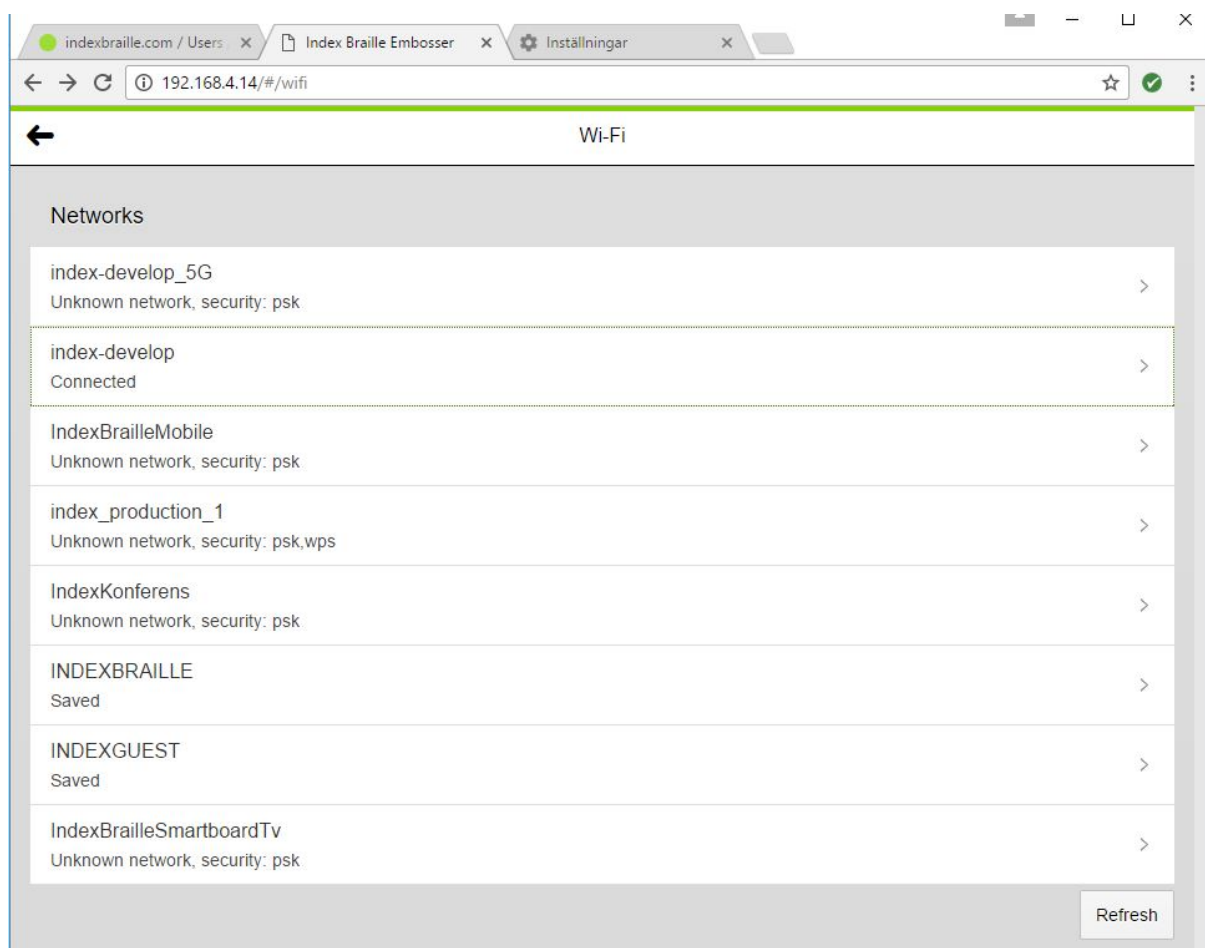 indexbraille.com / Users
Index Braille Embosser
Inställningar
192.168.4.14/#/wifi
Wi-Fi
Networks
index-develop_5G
Unknown network, security: psk
index-develop
Connected
IndexBrailleMobile
Unknown network, security: psk
index_production_1
Unknown network, security: psk,wps
IndexKonferens
Unknown network, security: psk
INDEXBRAILLE
Saved
INDEXGUEST
Saved
IndexBrailleSmartboardTv
Unknown network, security: psk
Refresh